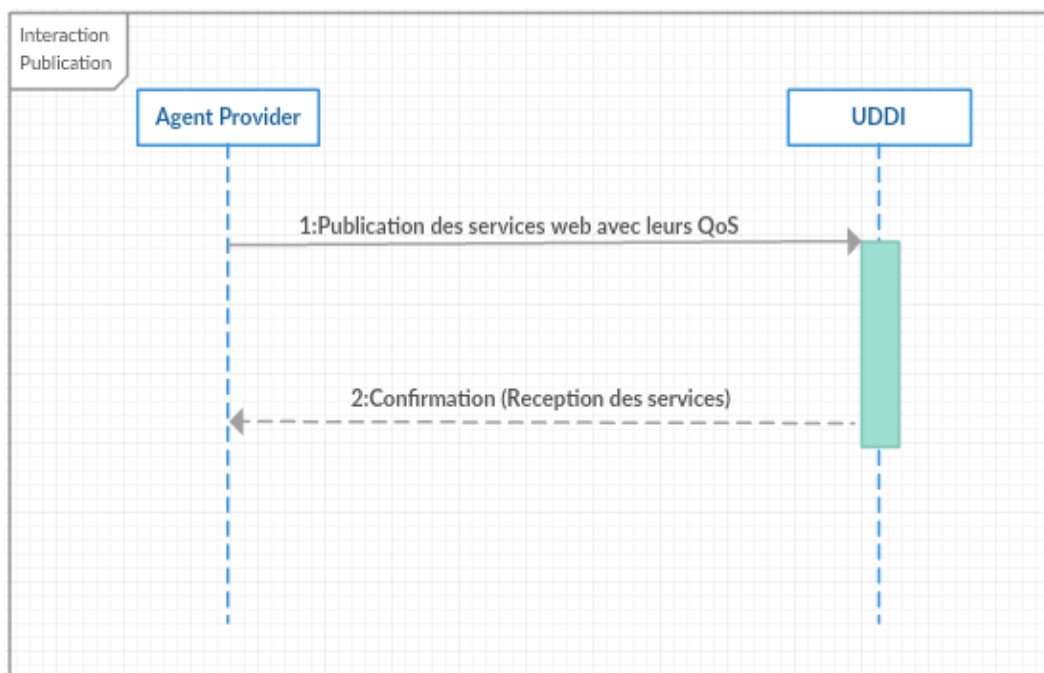 Interaction
Publication
Agent Provider
UDDI
1:Publication des services web avec leurs QoS
2:Confirmation (Reception des services)